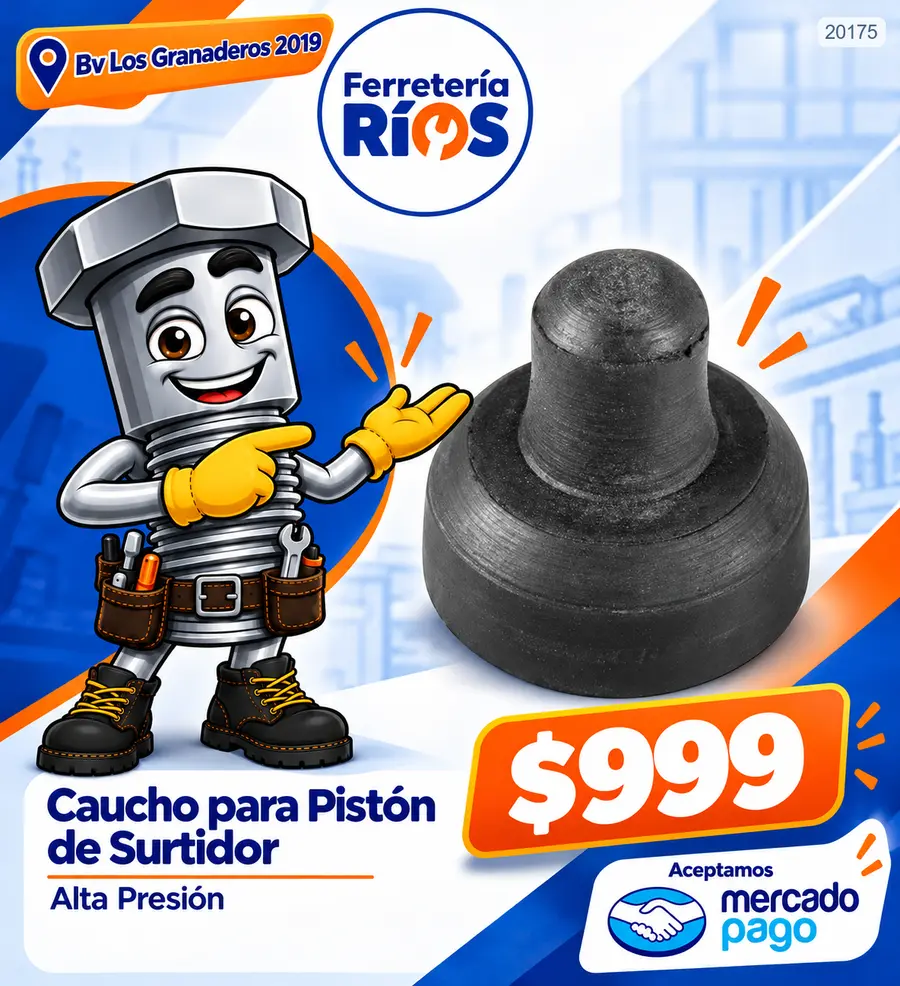 Bv Los Granaderos 2019
Ferretería
RÍOS
20175
$999
Caucho para Pistón
de Surtidor
Alta Presión
Aceptamos
mercado
pago